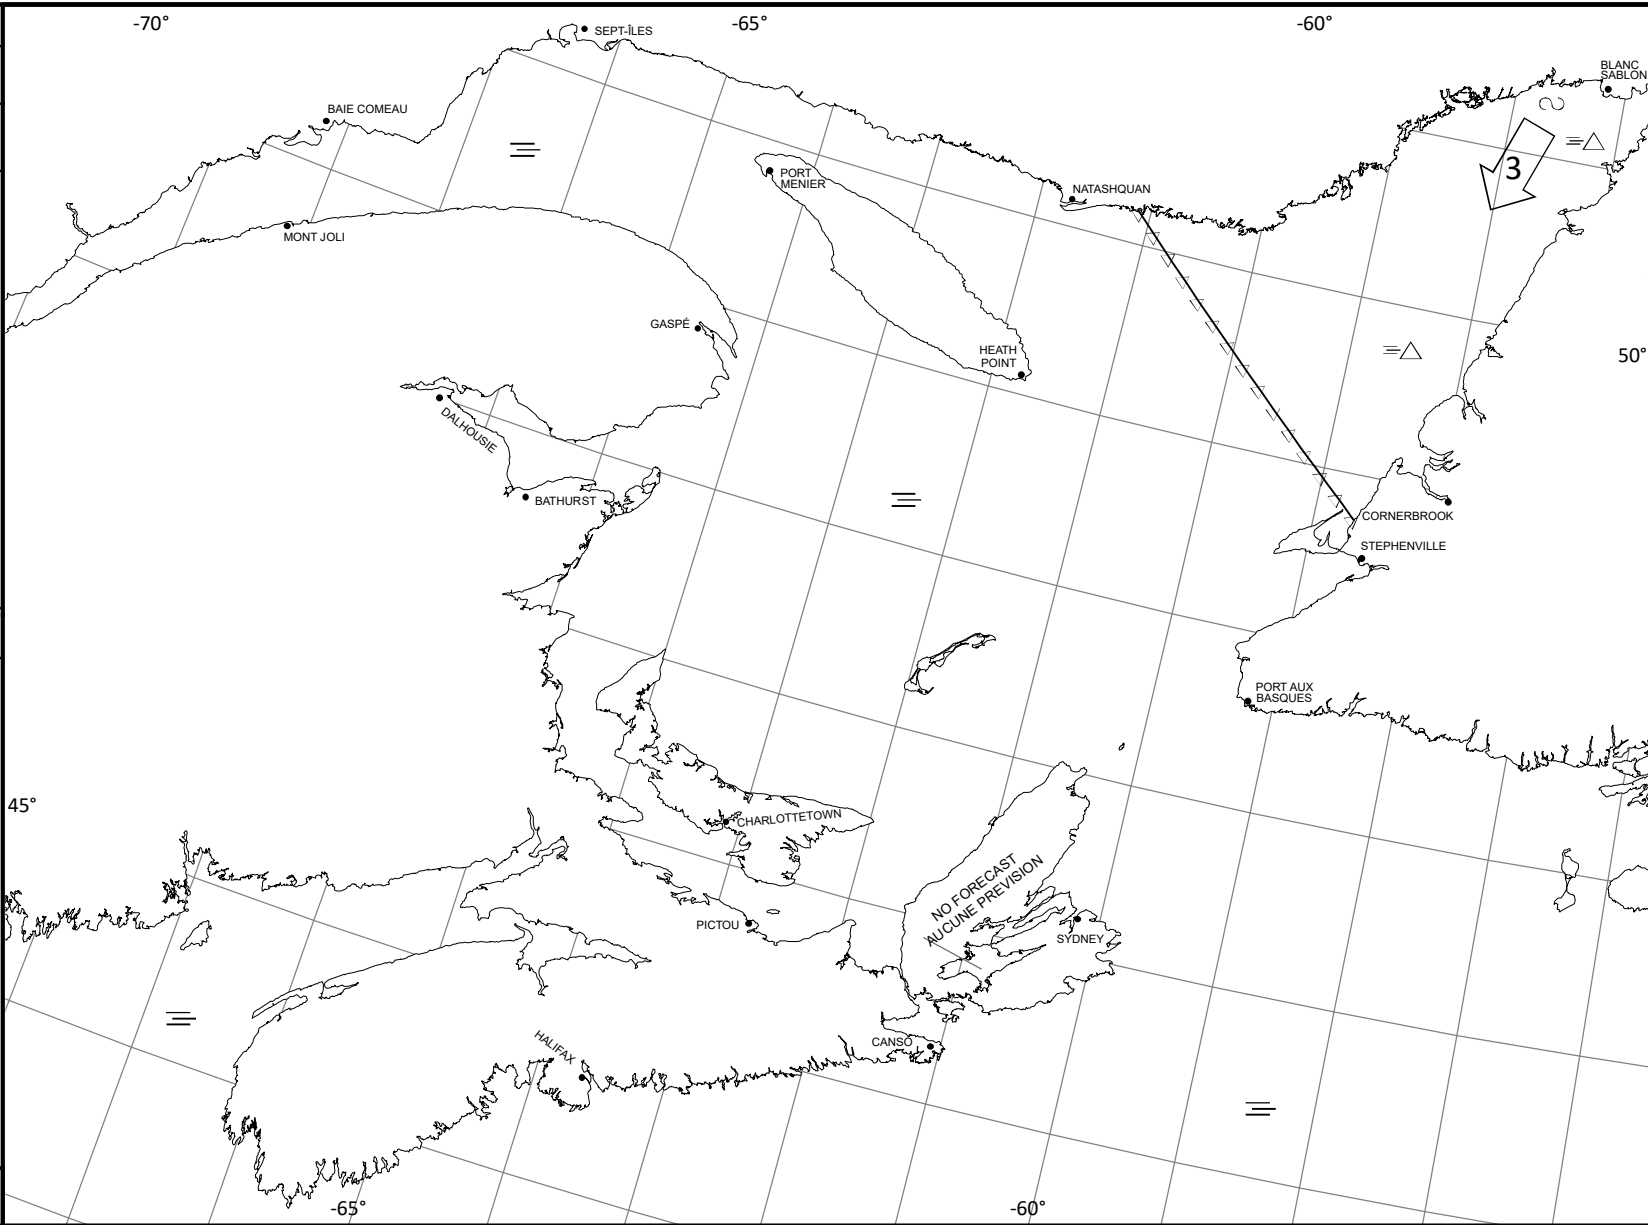 -70°
-65°
-60°
SEPT-ÎLES
BLANC
SABLON
BAIE COMEAU
3
PORT
MENIER
NATASHQUAN
MONT JOLI
GASPÉ
HEATH
POINT
50°
DALHOUSIE
BATHURST
CORNERBROOK
STEPHENVILLE
PORT AUX
BASQUES
45°
CHARLOTTETOWN
NO FORECAST
AUCUNE PREVISION
PICTOU
SYDNEY
CANSO
HALIFAX
-65°
-60°